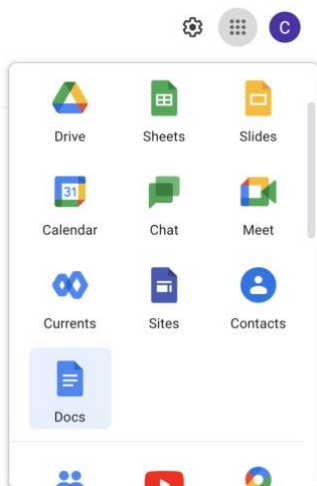 C
Drive Sheets Slides
31
Calendar Chat Meet
Currents Sites Contacts
Docs